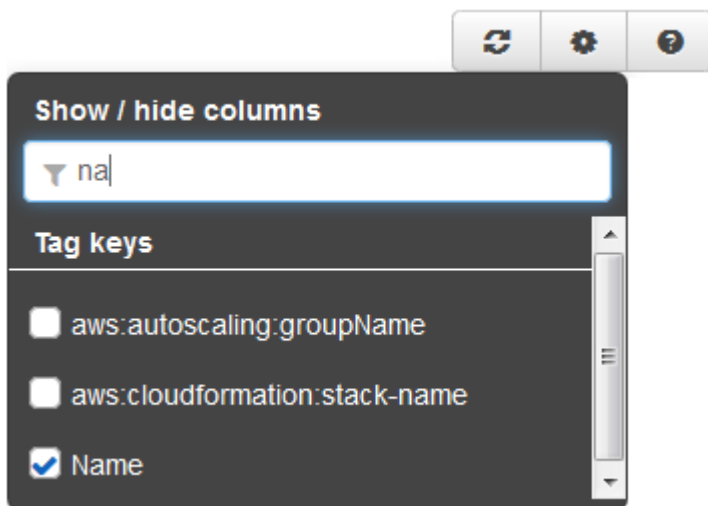 Show / hide columns
na
Tag keys
aws:autoscaling:groupName
aws:cloudformation:stack-name
Name